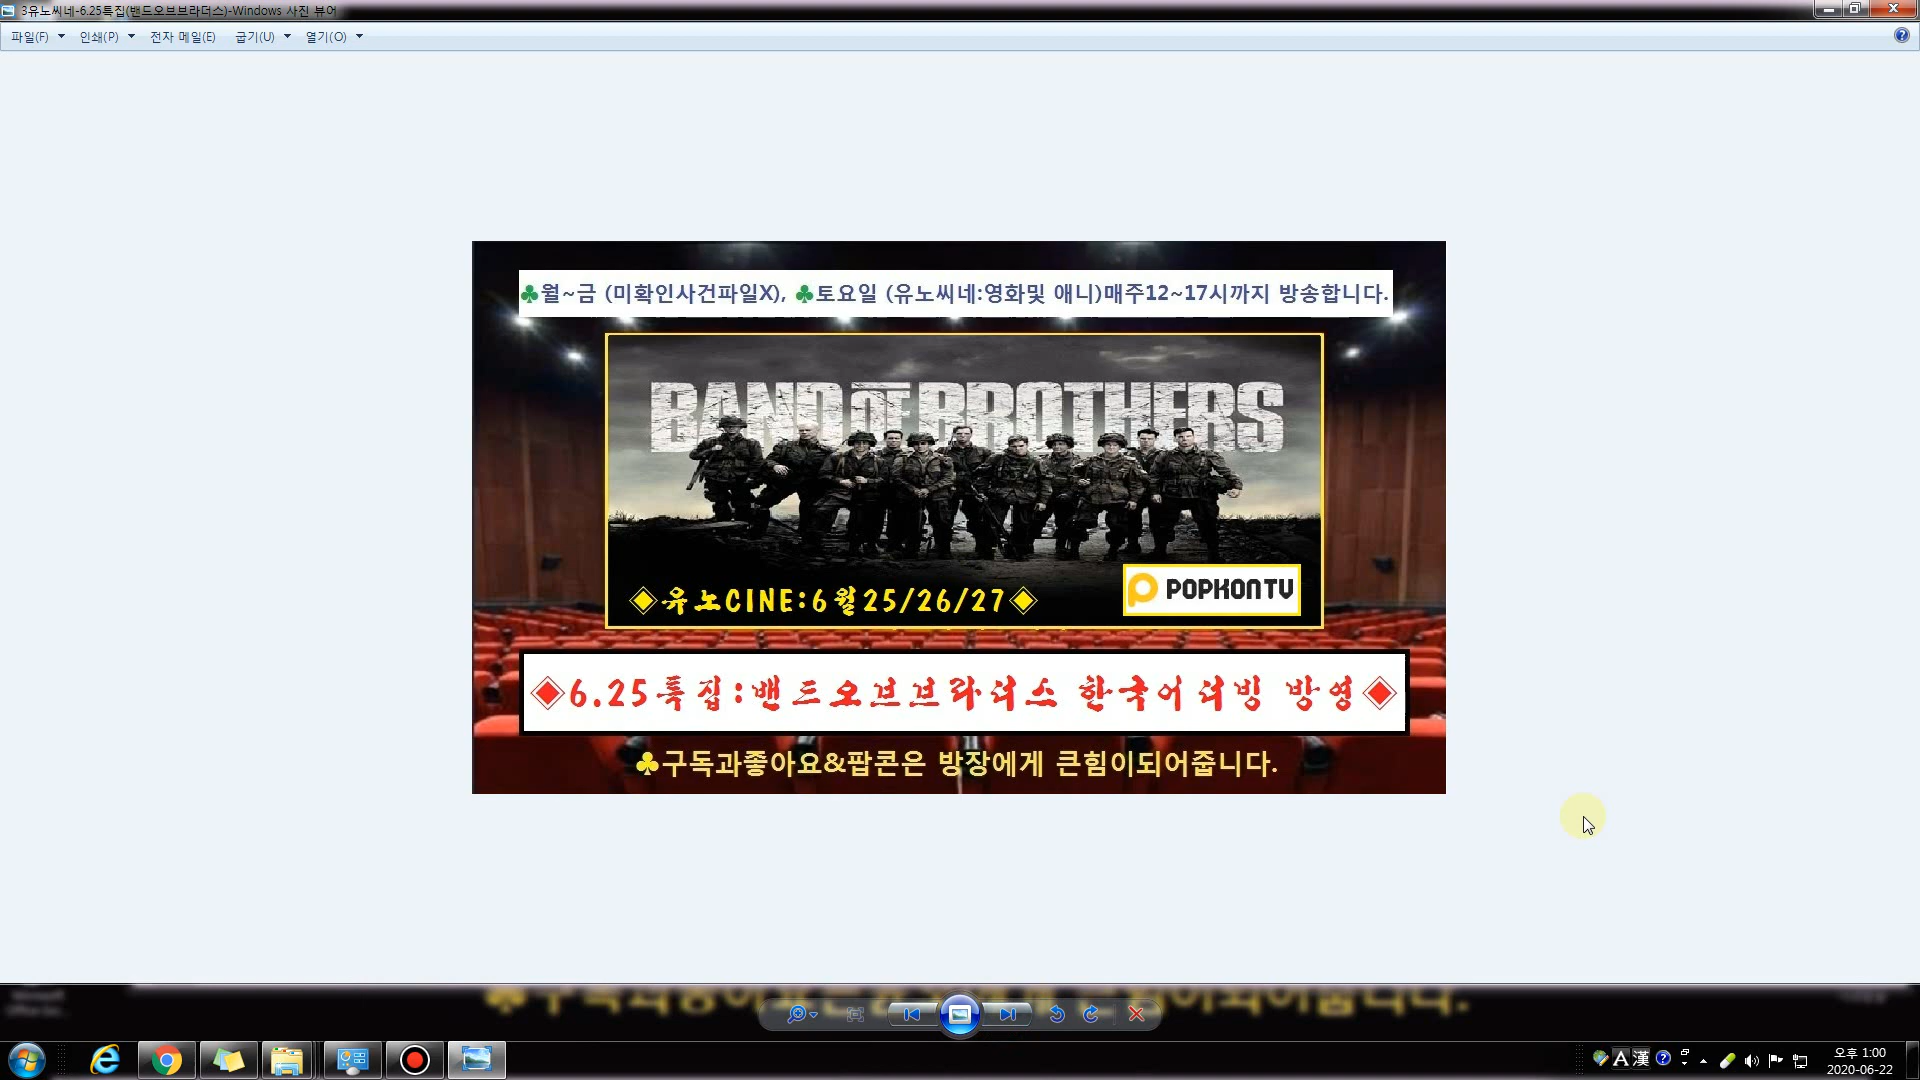 3유노씨네-6.25특집(밴드오브브라더스)-Windows 사진 뷰어
파일(F) 인쇄(P) 전자 메일(E) 굽기(U) 열기(O)
♣월~금 (미확인사건파일X), ♣토요일 (유노씨네:영화및 애니)매주12~17시까지 방송합니다.
BAND OF BROTHERS
◈유노CINE:6월25/26/27◈
POPKONTV
◈6.25특집:밴드오브브라더스 한국어더빙 방영◈
♣구독과좋아요&팝콘은 방장에게 큰힘이되어줍니다.
A漢
오후 1:00
2020-06-22